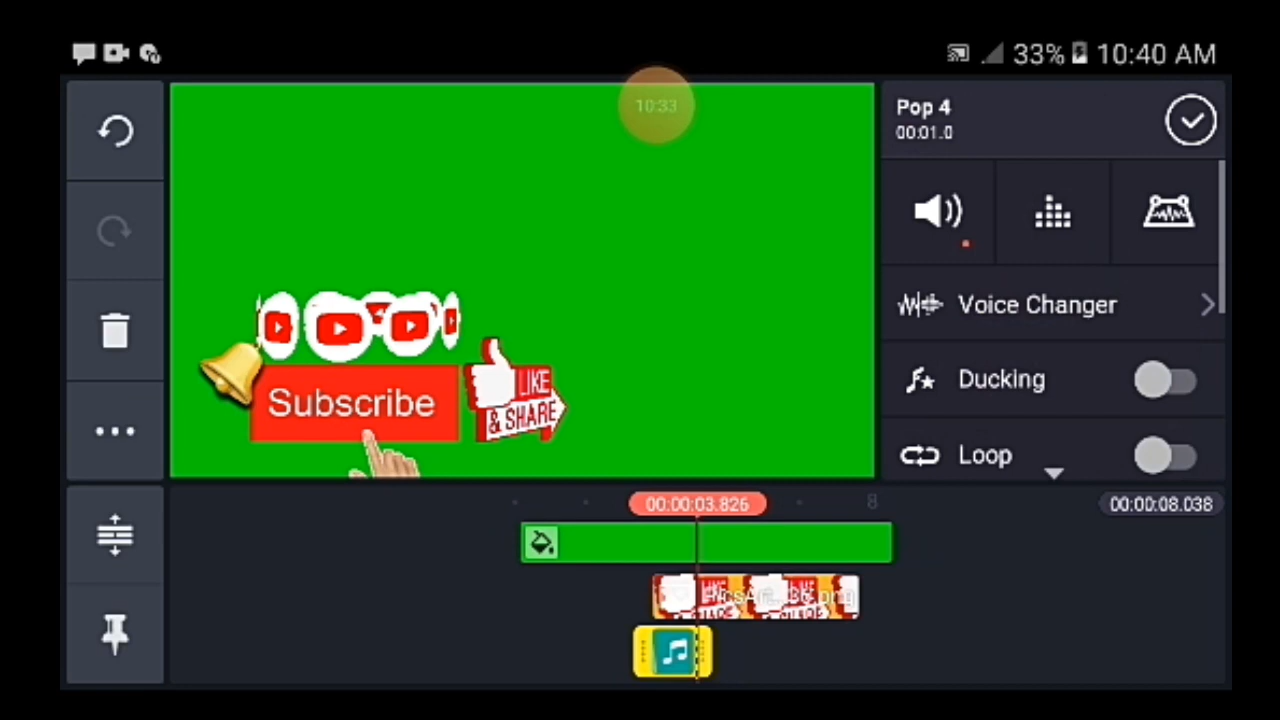 33% 10:40 AM
10:33
Pop 4
00:01.0
Voice Changer
Ducking
Loop
Subscribe
LIKE
& SHARE
00:00:03.826
8
00:00:08.038